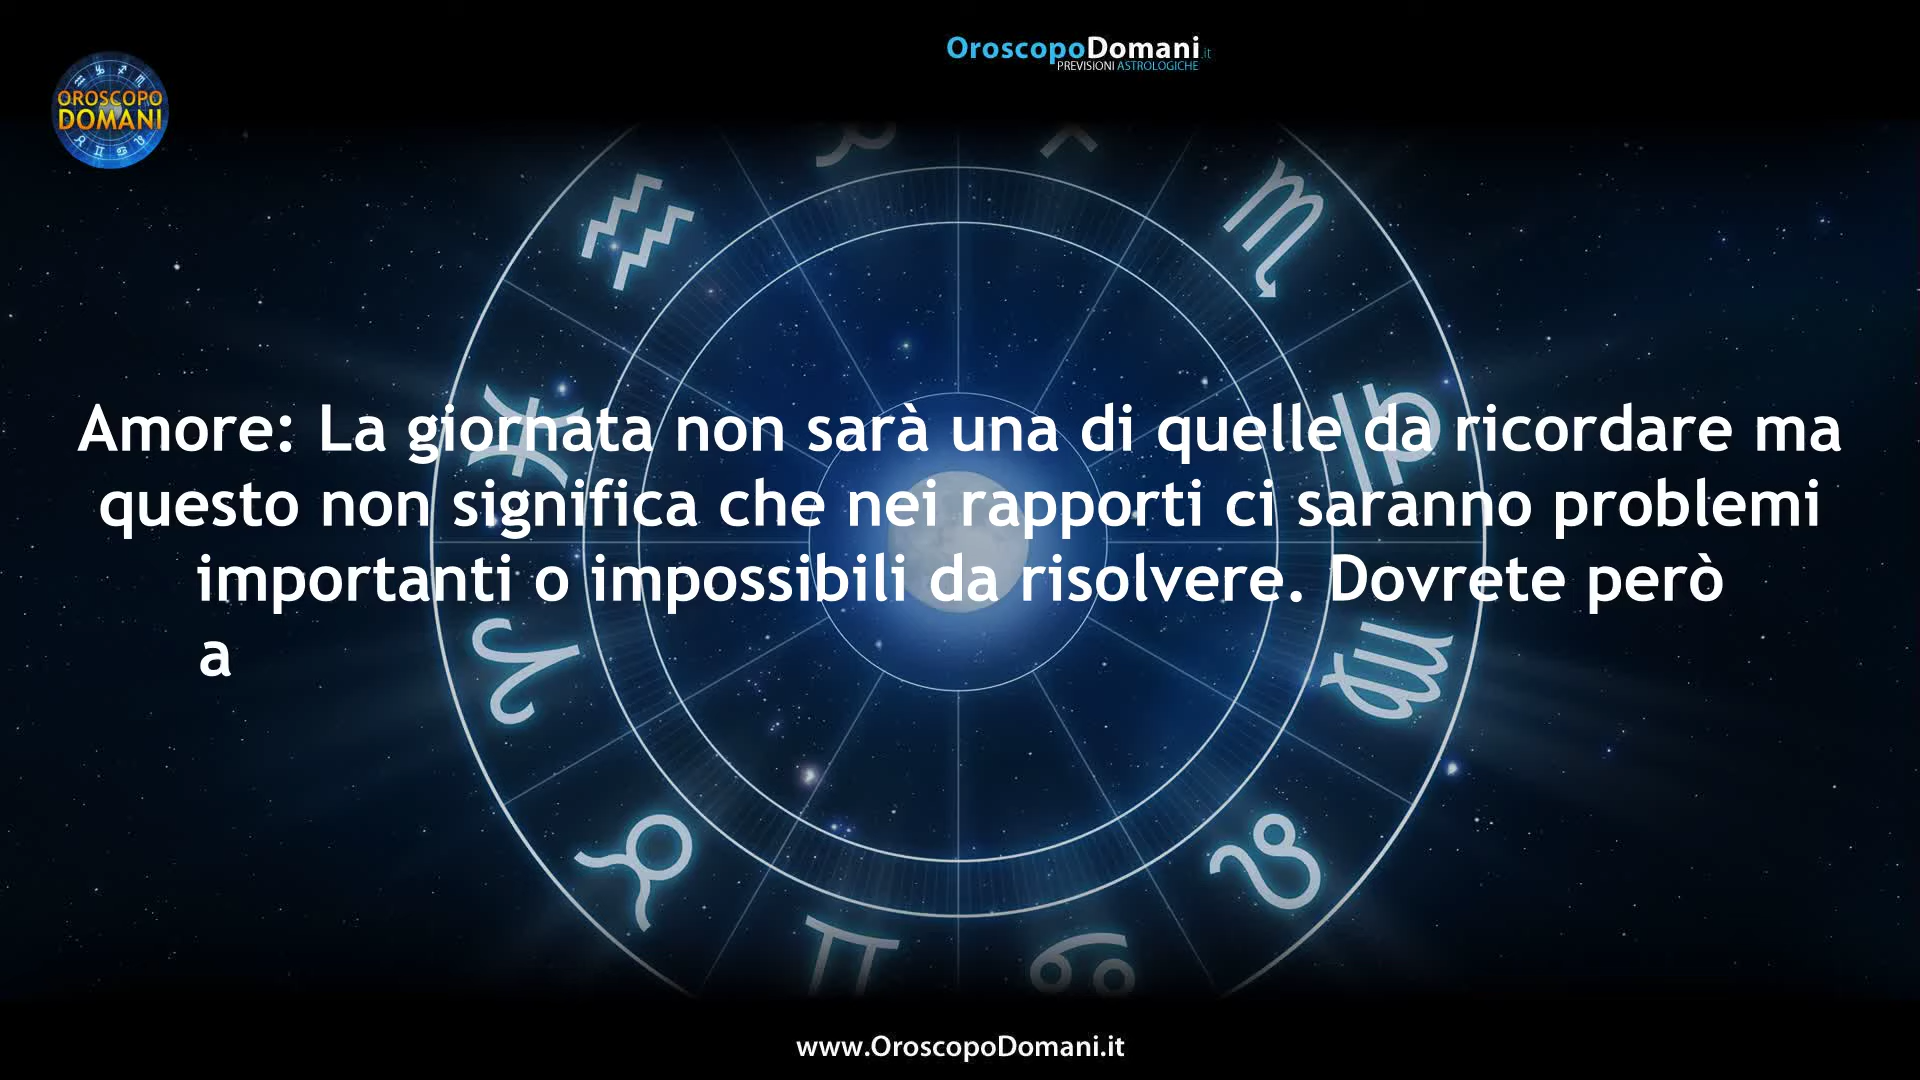 OroscopoDomani.it
PREVISIONI ASTROLOGICHE
OROSCOPO
DOMANI
Amore: La giornata non sarà una di quelle da ricordare ma
questo non significa che nei rapporti ci saranno problemi
importanti o impossibili da risolvere. Dovrete però
a
www.OroscopoDomani.it